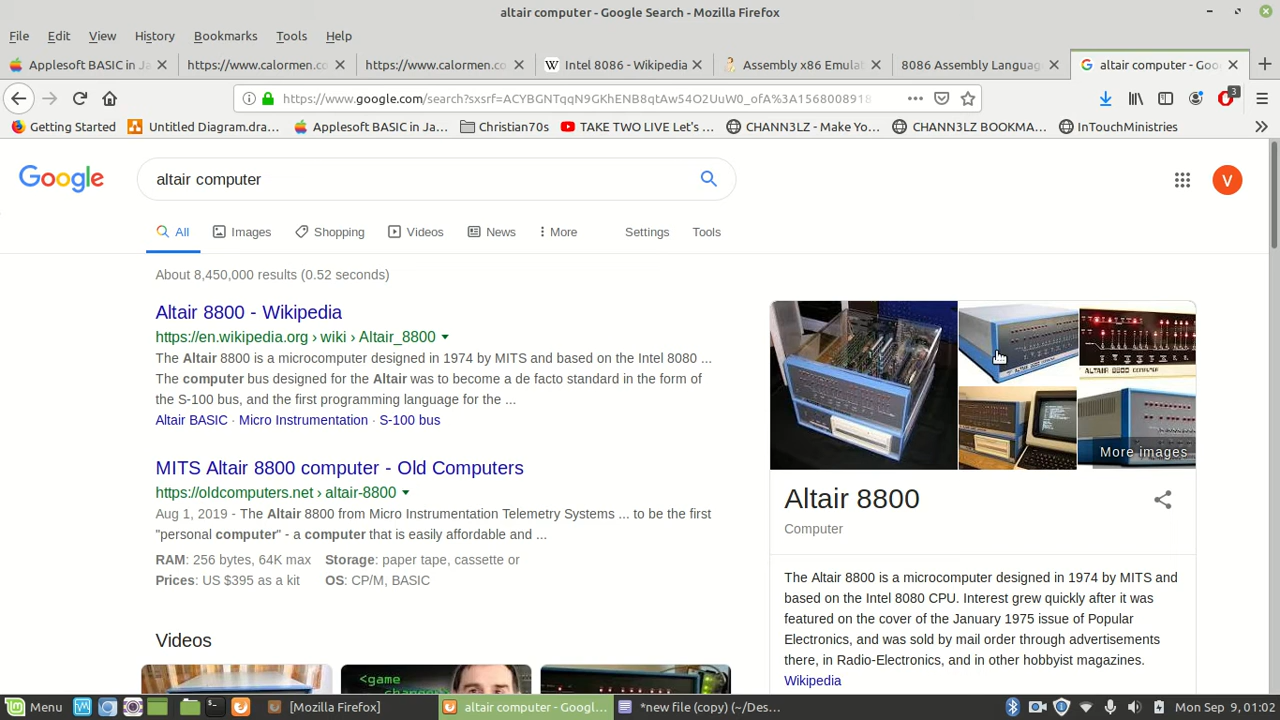 altair computer - Google Search - Mozilla Firefox
File Edit View History Bookmarks Tools Help
Applesoft BASIC in Ja
https://www.calormen.co
https://www.calormen.co
W Intel 8086 - Wikipedia
Assembly x86 Emulat
8086 Assembly Languag
G altair computer - Goo
https://www.google.com/search?sxsrf=ACYBGNTqqN9GKhENB8qtAw54O2UuW0_ofA%3A1568008918
3
Getting Started
Untitled Diagram.dra...
Applesoft BASIC in Ja...
Christian70s
TAKE TWO LIVE Let's ...
CHANN3LZ - Make Yo...
CHANN3LZ BOOKMA...
InTouchMinistries
Google
altair computer
V
All Images Shopping Videos News More Settings Tools
About 8,450,000 results (0.52 seconds)
Altair 8800 - Wikipedia
https://en.wikipedia.org › wiki › Altair_8800
The Altair 8800 is a microcomputer designed in 1974 by MITS and based on the Intel 8080 ...
The computer bus designed for the Altair was to become a de facto standard in the form of
the S-100 bus, and the first programming language for the ...
Altair BASIC · Micro Instrumentation · S-100 bus
MITS Altair 8800 computer - Old Computers
https://oldcomputers.net › altair-8800
Aug 1, 2019 - The Altair 8800 from Micro Instrumentation Telemetry Systems ... to be the first
"personal computer" - a computer that is easily affordable and ...
RAM: 256 bytes, 64K max Storage: paper tape, cassette or
Prices: US $395 as a kit OS: CP/M, BASIC
Videos
<game
changer>
ALTAIR 8800 COMPUTER
More images
Altair 8800
Computer
The Altair 8800 is a microcomputer designed in 1974 by MITS and
based on the Intel 8080 CPU. Interest grew quickly after it was
featured on the cover of the January 1975 issue of Popular
Electronics, and was sold by mail order through advertisements
there, in Radio-Electronics, and in other hobbyist magazines.
Wikipedia
Menu
[Mozilla Firefox]
altair computer - Googl...
*new file (copy) (~/Des...
Mon Sep 9, 01:02